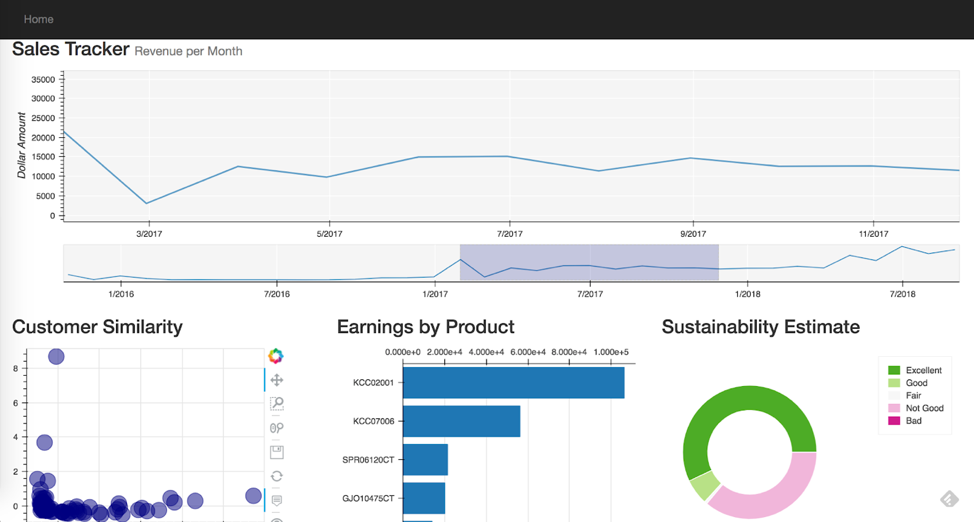 Home
Sales Tracker Revenue per Month
35000
30000
25000
20000
15000
10000
5000
0
Dollar Amount
3/2017 5/2017 7/2017 9/2017 11/2017
1/2016 7/2016 1/2017 7/2017 1/2018 7/2018
Customer Similarity
8
6
4
2
0
Earnings by Product
0.000e+0 2.000e+4 4.000e+4 6.000e+4 8.000e+4 1.000e+5
KCC02001
KCC07006
SPR06120CT
GJO10475CT
Sustainability Estimate
Excellent
Good
Fair
Not Good
Bad